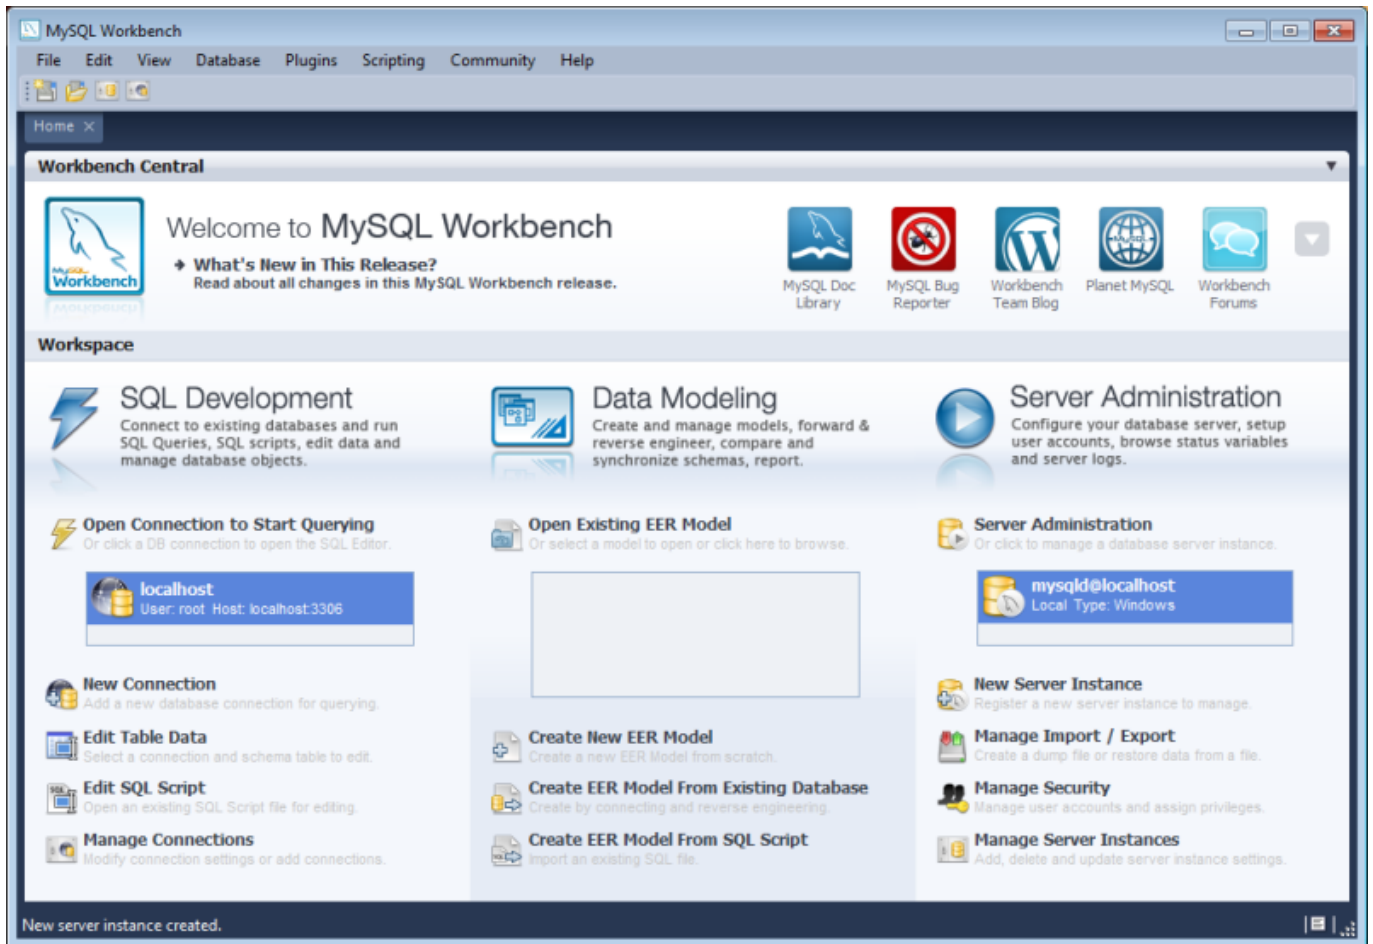 MySQL Workbench
File Edit View Database Plugins Scripting Community Help
Home
Workbench Central
MySQL
Workbench
Welcome to MySQL Workbench
What's New in This Release?
Read about all changes in this MySQL Workbench release.
MySQL Doc
Library
MySQL Bug
Reporter
Workbench
Team Blog
MySQL
Planet MySQL
Workbench
Forums
Workspace
SQL Development
Connect to existing databases and run
SQL Queries, SQL scripts, edit data and
manage database objects.
Data Modeling
Create and manage models, forward &
reverse engineer, compare and
synchronize schemas, report.
Server Administration
Configure your database server, setup
user accounts, browse status variables
and server logs.
Open Connection to Start Querying
Or click a DB connection to open the SQL Editor.
localhost
User: root Host: localhost:3306
New Connection
Add a new database connection for querying.
Edit Table Data
Select a connection and schema table to edit.
Edit SQL Script
Open an existing SQL Script file for editing.
Manage Connections
Modify connection settings or add connections.
Open Existing EER Model
Or select a model to open or click here to browse.
Create New EER Model
Create a new EER Model from scratch.
Create EER Model From Existing Database
Create by connecting and reverse engineering.
Create EER Model From SQL Script
Import an existing SQL file.
Server Administration
Or click to manage a database server instance.
mysqld@localhost
Local Type: Windows
New Server Instance
Register a new server instance to manage.
Manage Import / Export
Create a dump file or restore data from a file.
Manage Security
Manage user accounts and assign privileges.
Manage Server Instances
Add, delete and update server instance settings.
New server instance created.